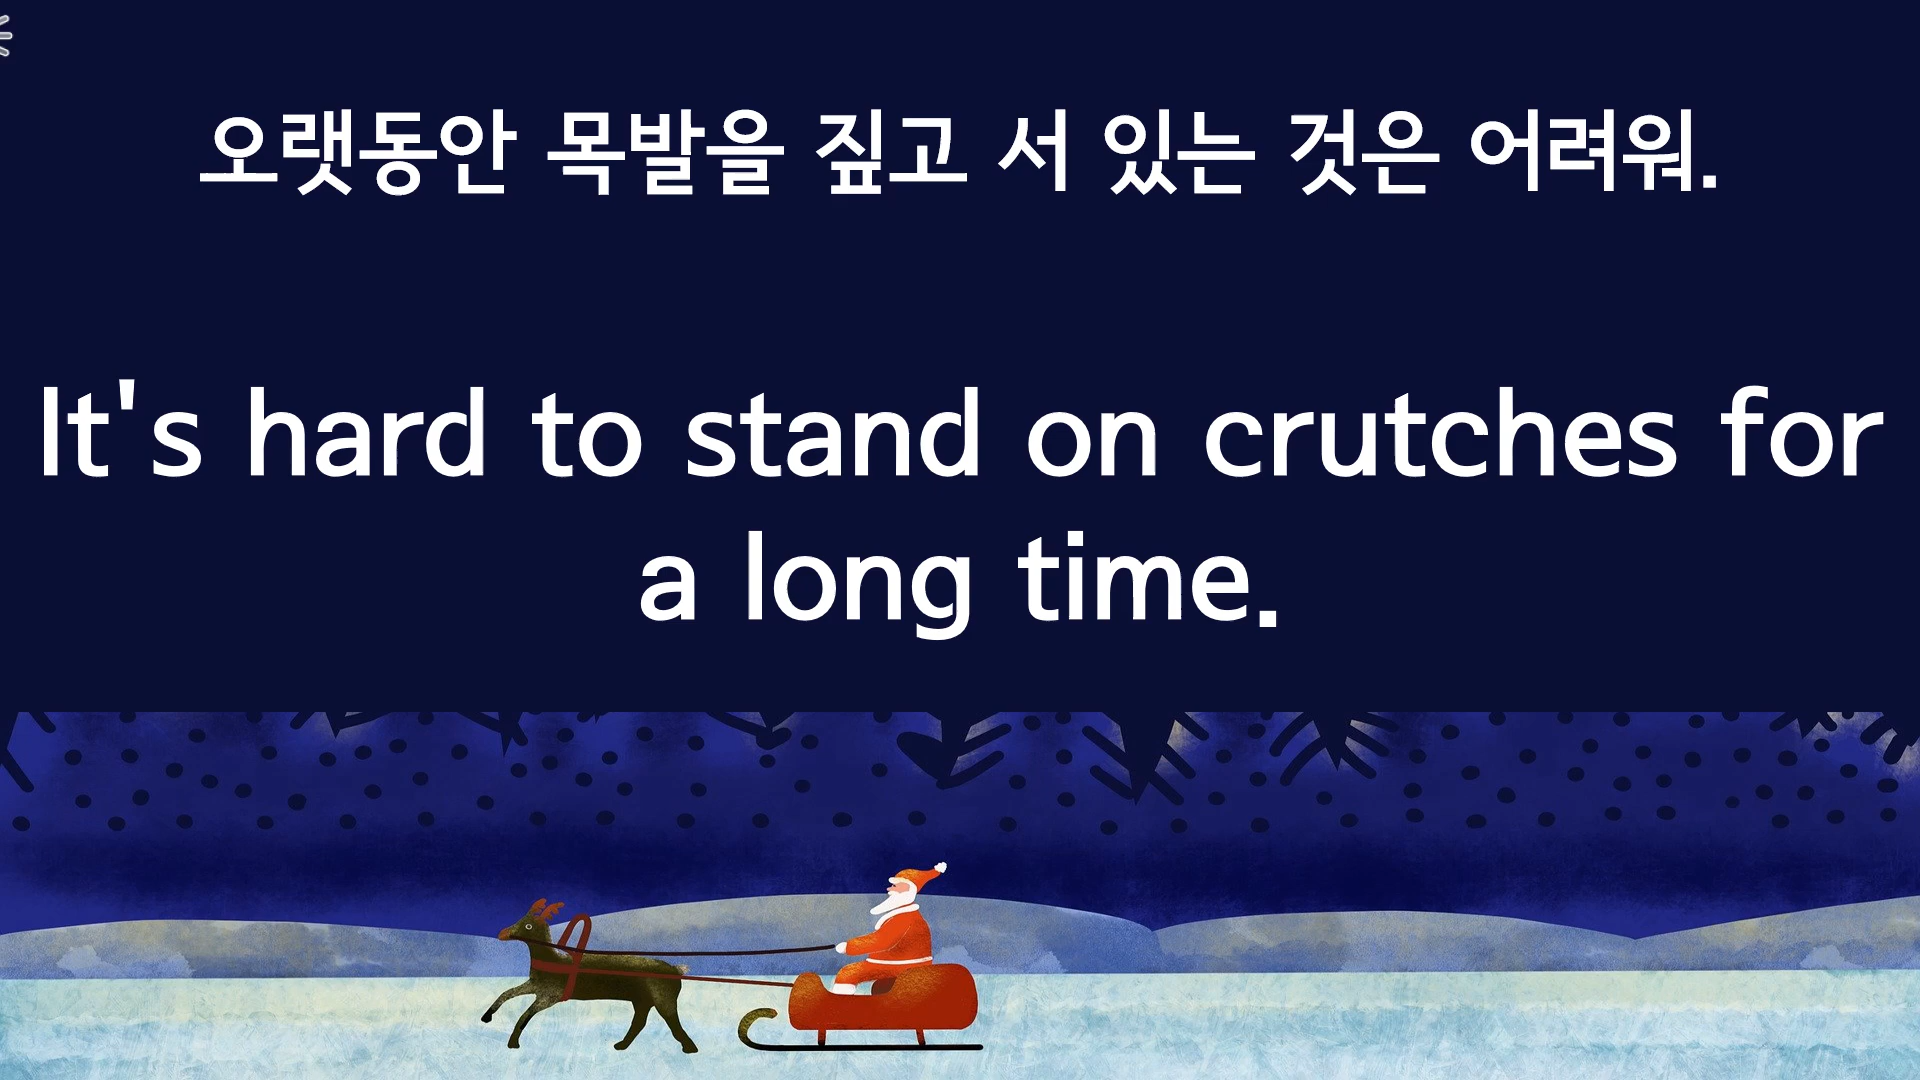 오랫동안 목발을 짚고 서 있는 것은 어려워.
It's hard to stand on crutches for
a long time.